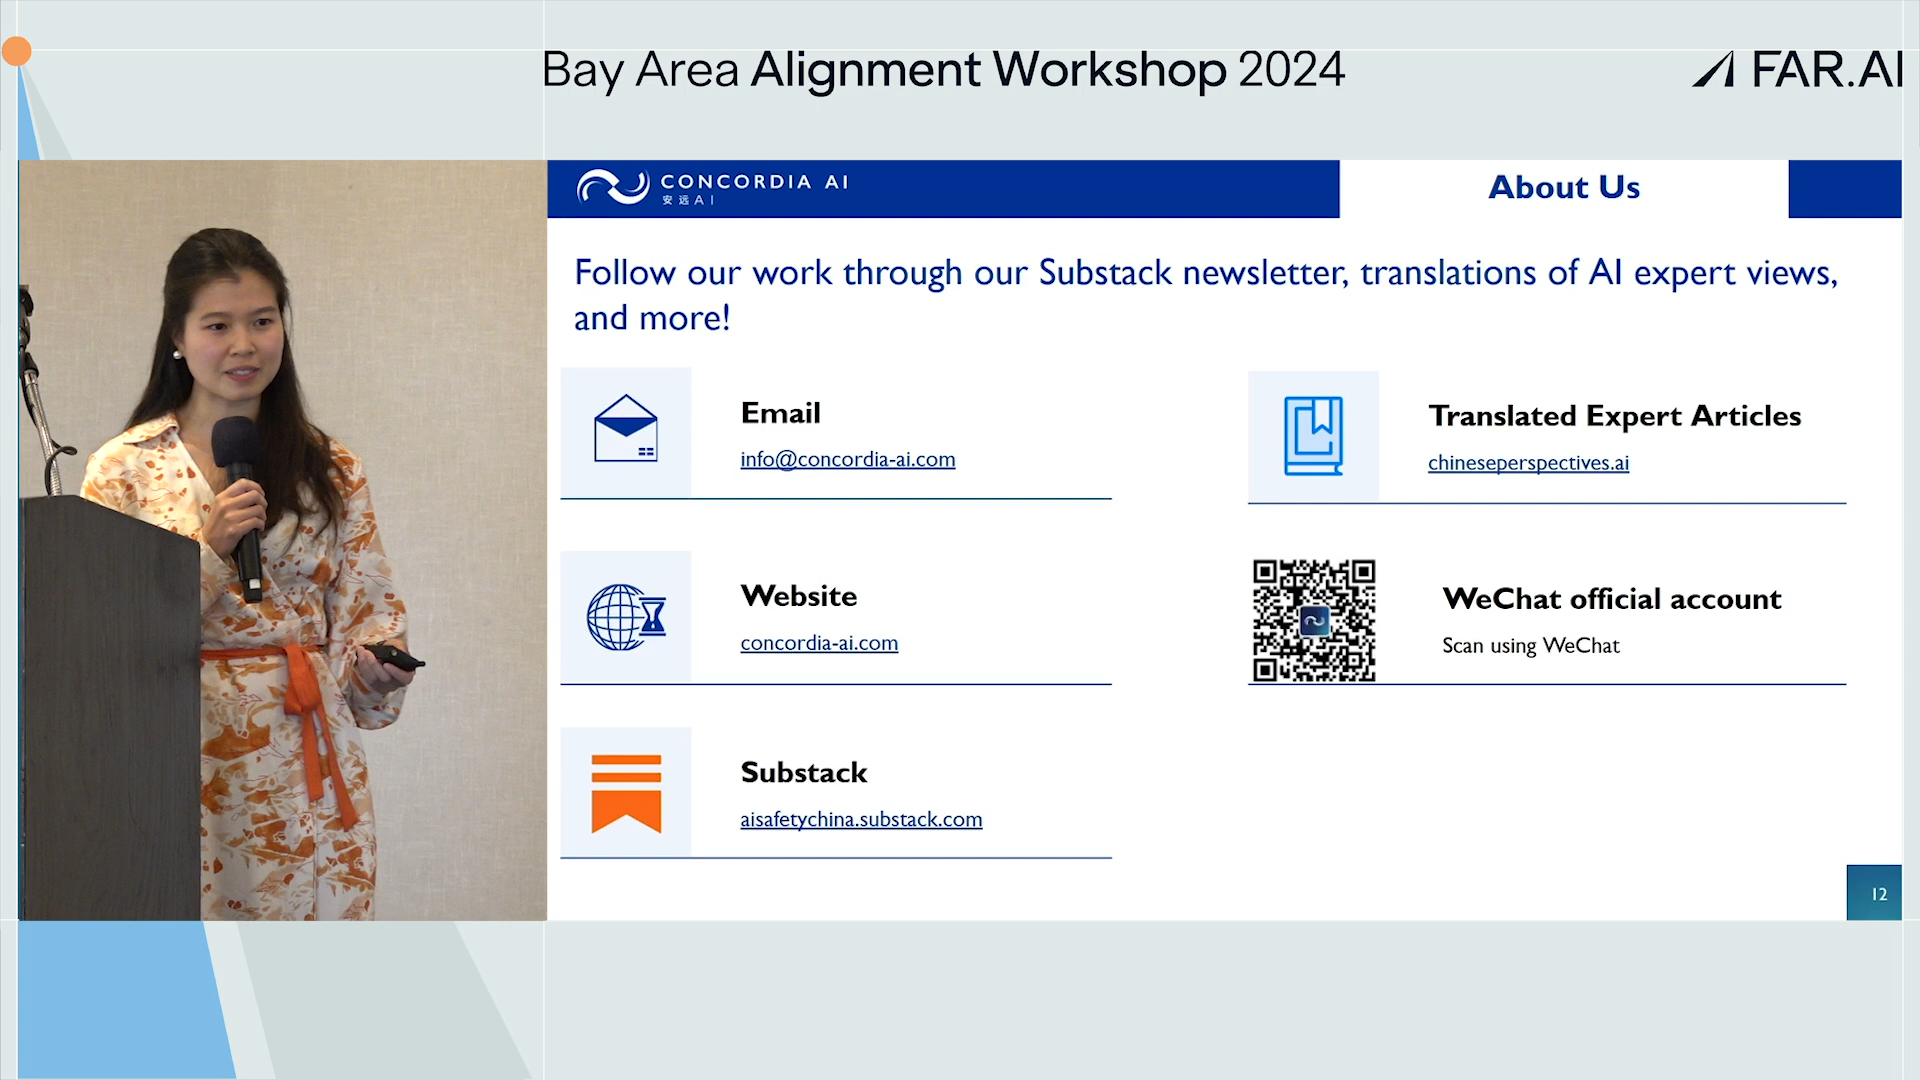 Bay Area Alignment Workshop 2024
FAR.AI
CONCORDIA AI
安远AI
About Us
Follow our work through our Substack newsletter, translations of AI expert views,
and more!
Email
info@concordia-ai.com
Website
concordia-ai.com
Substack
aisafetychina.substack.com
Translated Expert Articles
chineseperspectives.ai
WeChat official account
Scan using WeChat
12